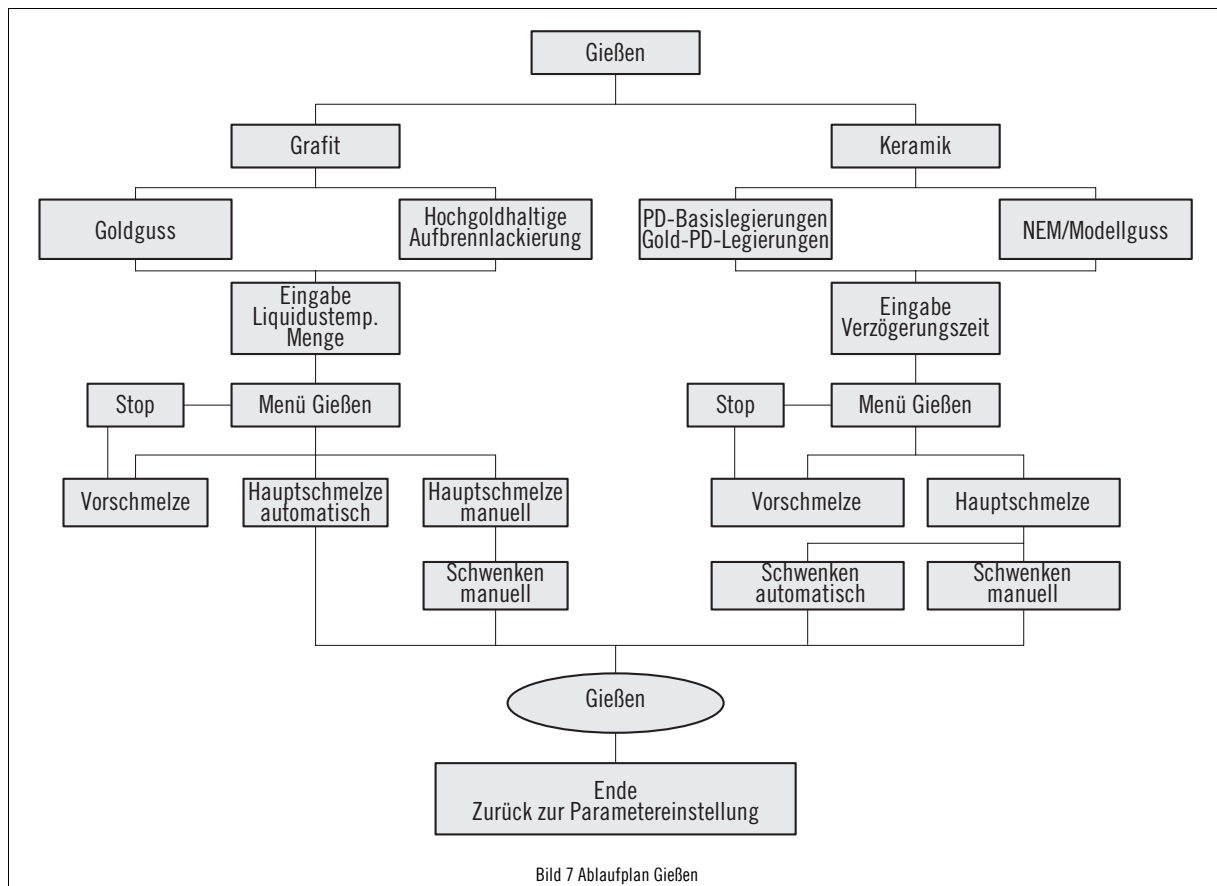 Gießen
Grafit
Keramik
Goldguss
Hochgoldhaltige
Aufbrennlackierung
PD-Basislegierungen
Gold-PD-Legierungen
NEM/Modellguss
Eingabe
Liquidustemp.
Menge
Eingabe
Verzögerungszeit
Stop
Menü Gießen
Stop
Menü Gießen
Vorschmelze
Hauptschmelze
automatisch
Hauptschmelze
manuell
Vorschmelze
Hauptschmelze
Schwenken
manuell
Schwenken
automatisch
Schwenken
manuell
Gießen
Ende
Zurück zur Parametereinstellung
Bild 7 Ablaufplan Gießen